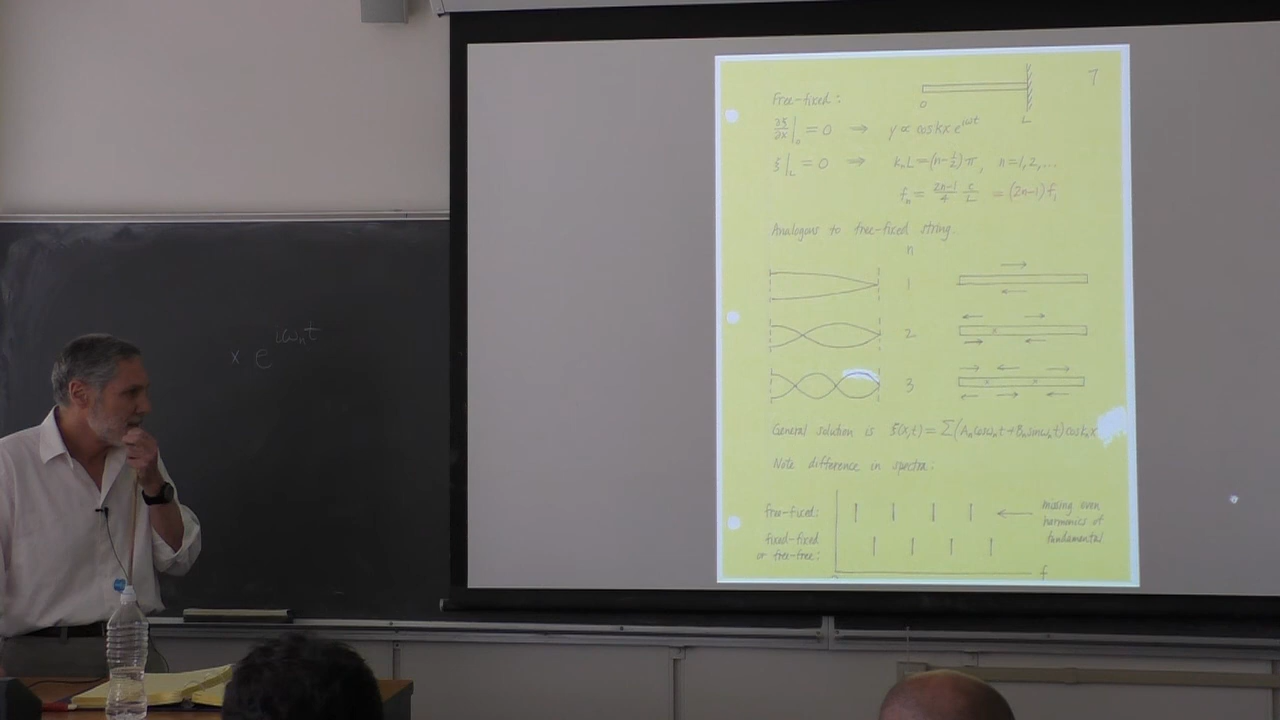 7
Free-fixed:
0
L
∂ξ/∂x|₀ = 0 ⇒ y ∝ cos kx e^{iωt}
ξ|_L = 0 ⇒ k_nL = (n-½)π, n=1,2,...
f_n = (2n-1)/4 c/L = (2n-1) f₁
Analogous to free-fixed string.
n
1
2
3
General solution is ξ(x,t) = Σ(A_n cos ω_n t + B_n sin ω_n t) cos k_n x
Note difference in spectra:
free-fixed:
missing even
harmonics of
fundamental
fixed-fixed
or free-free:
f
x e^{iω_n t}